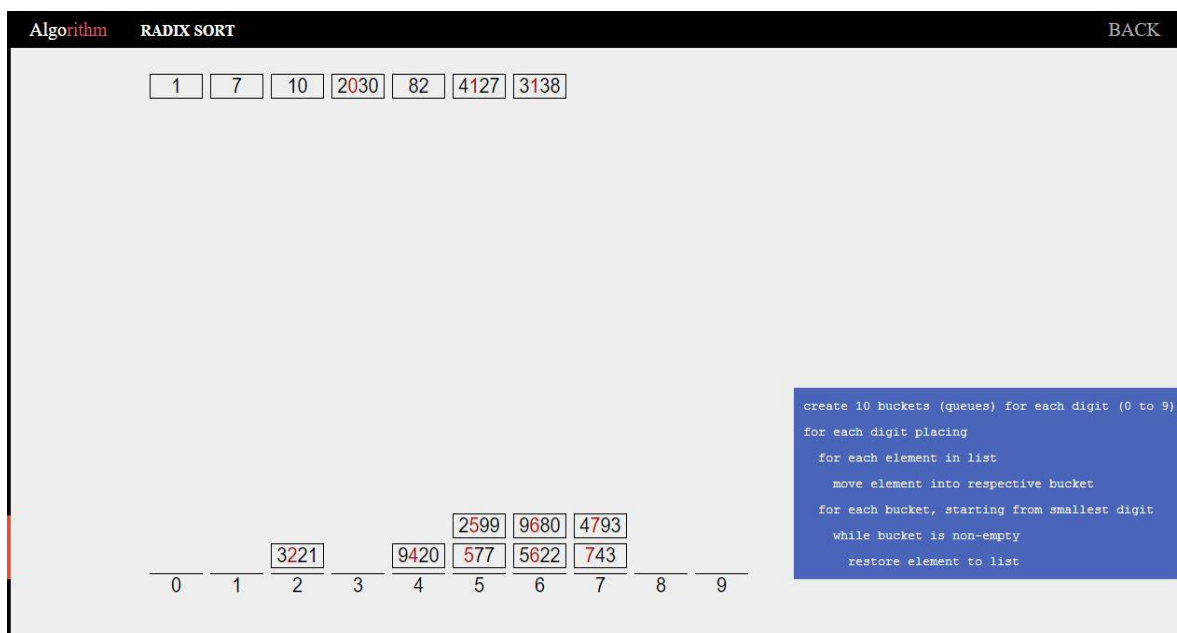 Algorithm RADIX SORT BACK
1 7 10 2030 82 4127 3138
create 10 buckets (queues) for each digit (0 to 9)
for each digit placing
for each element in list
move element into respective bucket
for each bucket, starting from smallest digit
while bucket is non-empty
restore element to list
2599 9680 4793
3221 9420 577 5622 743
0 1 2 3 4 5 6 7 8 9